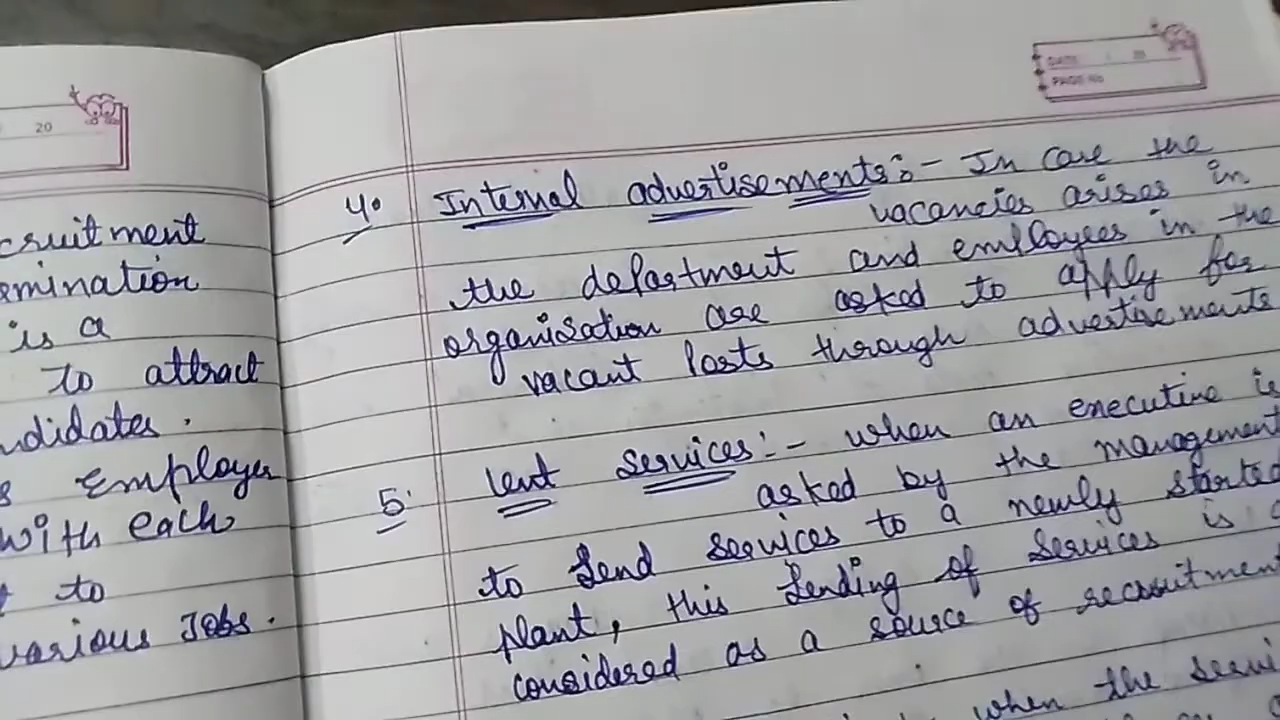 20
cruitment
emination
is a
to attract
ndidates.
Employer
with each
to
various Jobs.
DATE 20
PAGE No
4. Internal advertisements:- In case the
vacancies arises in
the department and employees in the
organisation are asked to apply for
vacant posts through advertisements
5. Lent Services:- when an executive is
asked by the management
to lend services to a newly started
plant, this lending of services is a
considered as a source of recruitment
when the servi